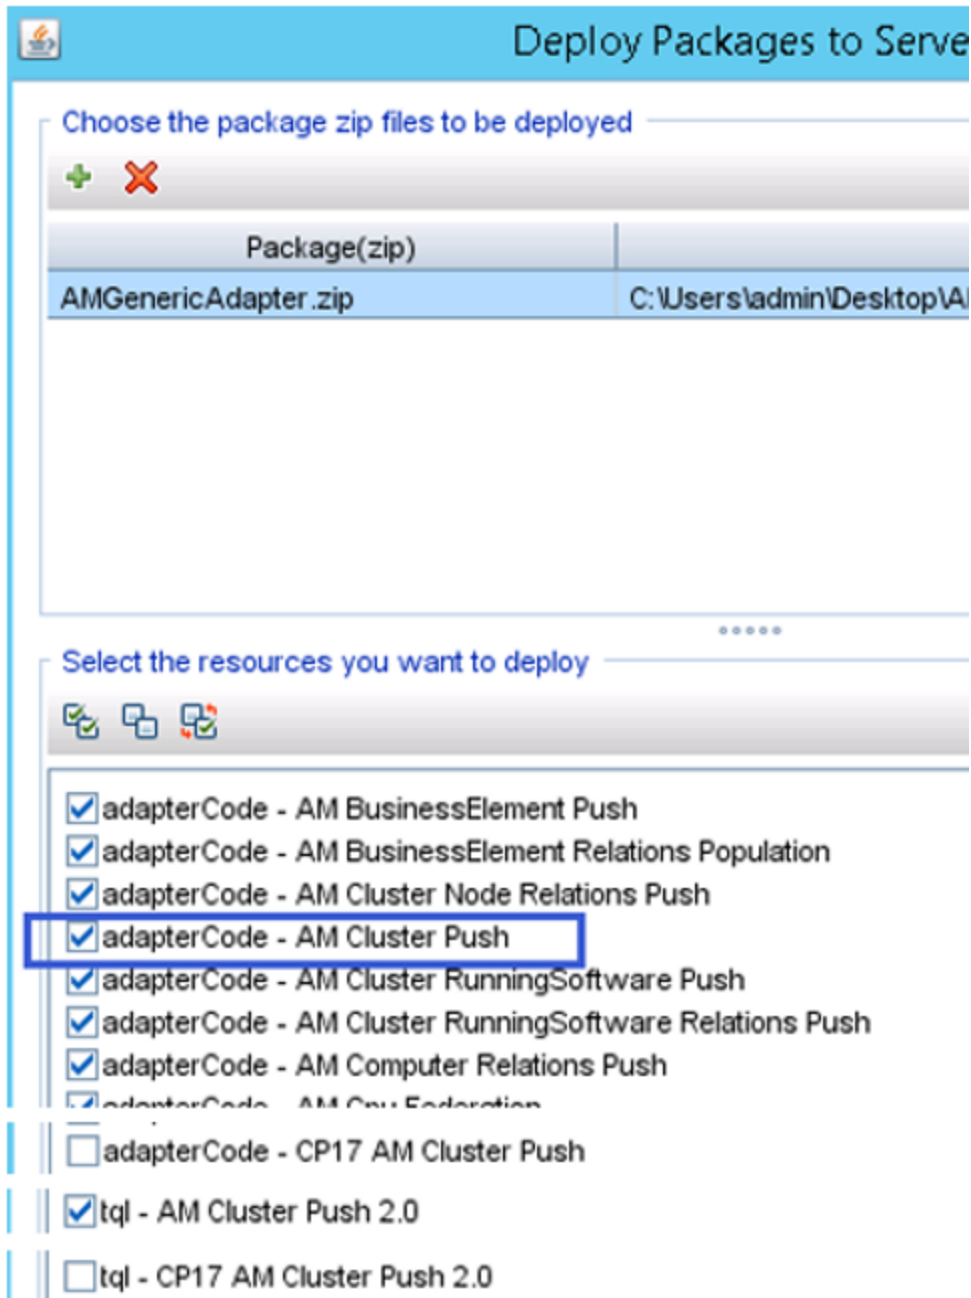 Deploy Packages to Serve
Choose the package zip files to be deployed
Package(zip)
AMGenericAdapter.zip C:\Users\admin\Desktop\A
Select the resources you want to deploy
adapterCode - AM BusinessElement Push
adapterCode - AM BusinessElement Relations Population
adapterCode - AM Cluster Node Relations Push
adapterCode - AM Cluster Push
adapterCode - AM Cluster RunningSoftware Push
adapterCode - AM Cluster RunningSoftware Relations Push
adapterCode - AM Computer Relations Push
adapterCode - AM Cpu Federation
adapterCode - CP17 AM Cluster Push
tql - AM Cluster Push 2.0
tql - CP17 AM Cluster Push 2.0